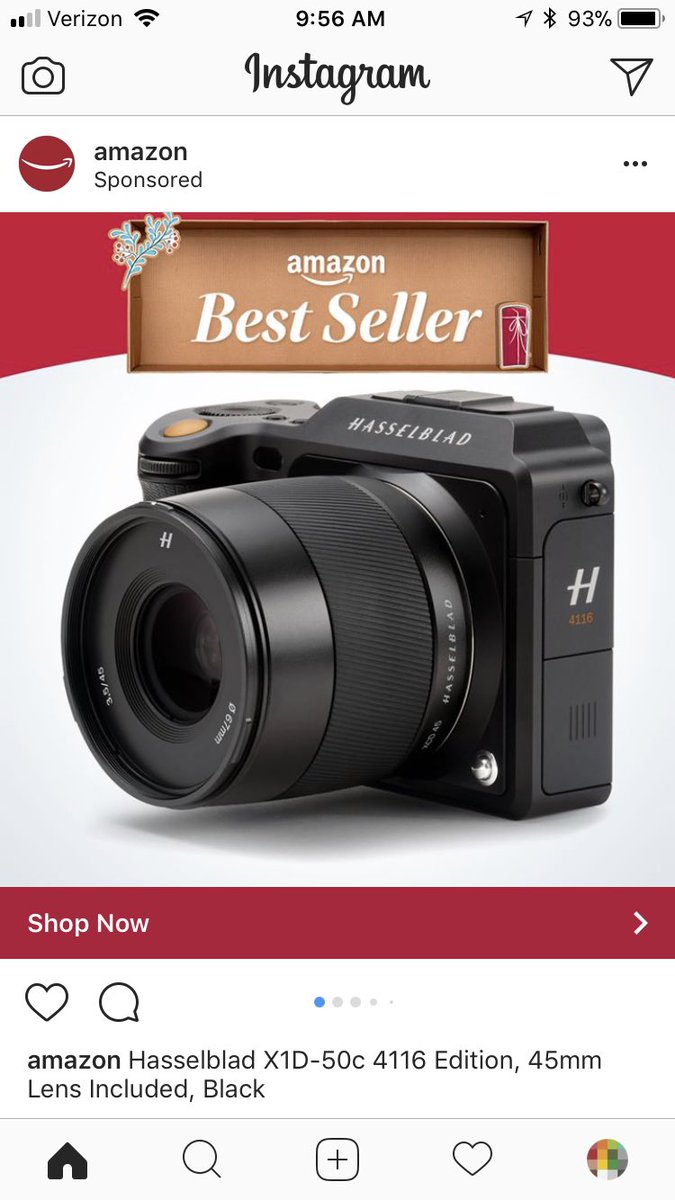 Verizon 9:56 AM 93%
Instagram
amazon
Sponsored
amazon
Best Seller
HASSELBLAD
H
H
4116
3,5/45
Ø 67mm
XCD 45 HASSELBLAD
Shop Now
amazon Hasselblad X1D-50c 4116 Edition, 45mm
Lens Included, Black